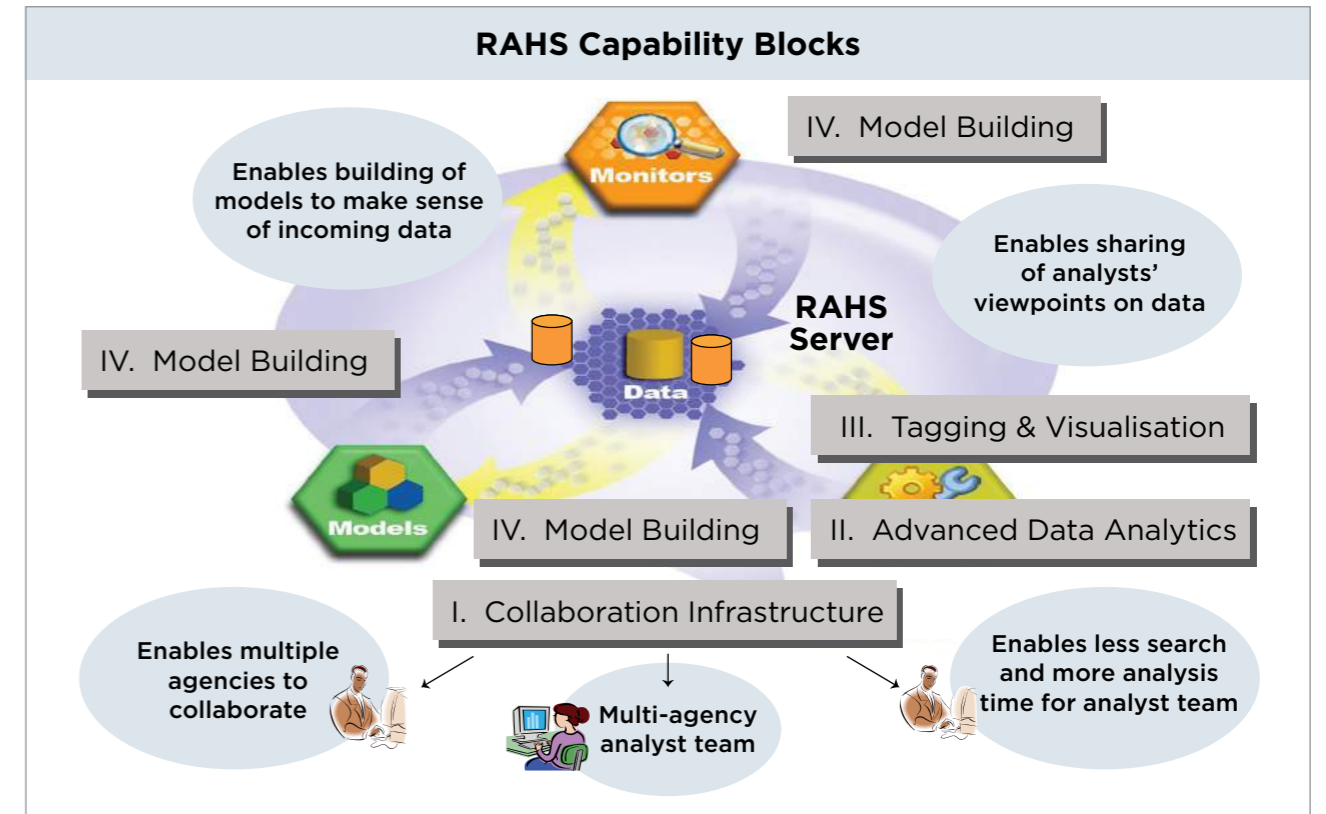 RAHS Capability Blocks
IV. Model Building
Monitors
Enables building of
models to make sense
of incoming data
Enables sharing
of analysts’
viewpoints on data
RAHS
Server
IV. Model Building
Data
III. Tagging & Visualisation
Models
IV. Model Building
II. Advanced Data Analytics
I. Collaboration Infrastructure
Enables multiple
agencies to
collaborate
Multi-agency
analyst team
Enables less search
and more analysis
time for analyst team